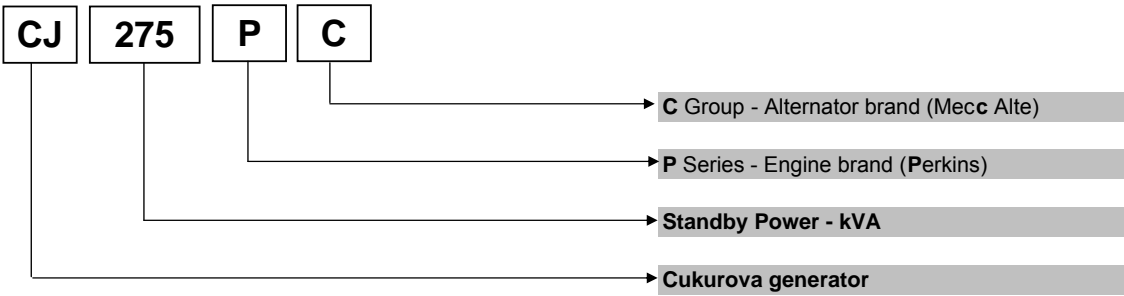 CJ 275 P C
C Group - Alternator brand (Mecc Alte)
P Series - Engine brand (Perkins)
Standby Power - kVA
Cukurova generator